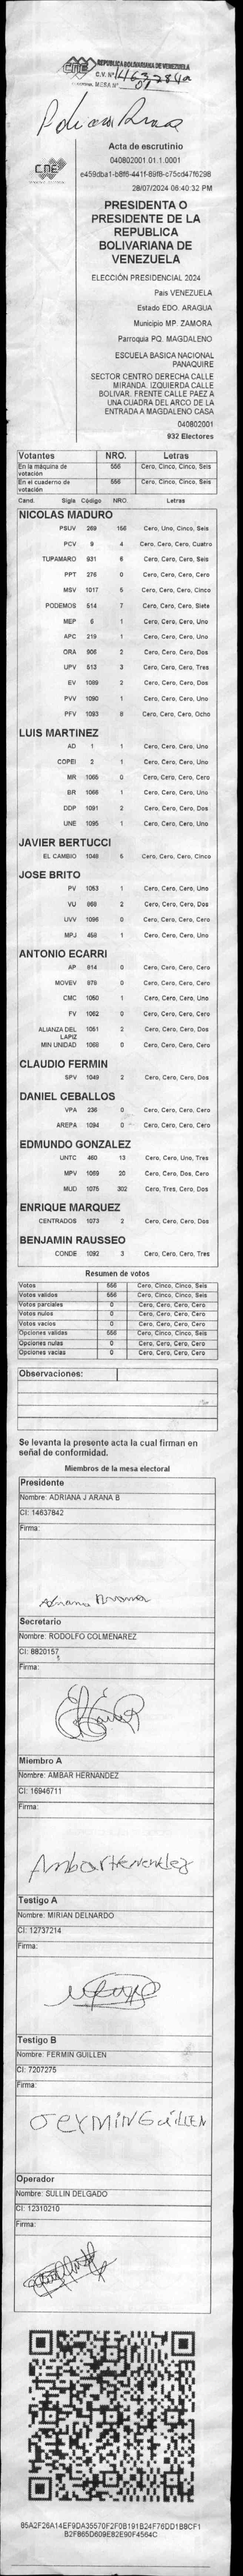 CNE REPUBLICA BOLIVARIANA DE VENEZUELA
C.V. Nº
MESA Nº 01
CNE
Acta de escrutinio
040802001.01.1.0001
e459dba1-b8f6-441f-89f8-c75cd47f6298
28/07/2024 06:40:32 PM
PRESIDENTA O
PRESIDENTE DE LA
REPUBLICA
BOLIVARIANA DE
VENEZUELA
ELECCIÓN PRESIDENCIAL 2024
Pais VENEZUELA
Estado EDO. ARAGUA
Municipio MP. ZAMORA
Parroquia PQ. MAGDALENO
ESCUELA BASICA NACIONAL
PANAQUIRE
SECTOR CENTRO DERECHA CALLE
MIRANDA. IZQUIERDA CALLE
BOLIVAR. FRENTE CALLE PAEZ A
UNA CUADRA DEL ARCO DE LA
ENTRADA A MAGDALENO CASA
040802001
932 Electores
Votantes NRO. Letras
En la máquina de votación 556 Cero, Cinco, Cinco, Seis
En el cuaderno de votación 556 Cero, Cinco, Cinco, Seis
Cand. Sigla Código NRO. Letras
NICOLAS MADURO
PSUV 269 156 Cero, Uno, Cinco, Seis
PCV 9 4 Cero, Cero, Cero, Cuatro
TUPAMARO 931 6 Cero, Cero, Cero, Seis
PPT 276 0 Cero, Cero, Cero, Cero
MSV 1017 5 Cero, Cero, Cero, Cinco
PODEMOS 514 7 Cero, Cero, Cero, Siete
MEP 6 1 Cero, Cero, Cero, Uno
APC 219 1 Cero, Cero, Cero, Uno
ORA 906 2 Cero, Cero, Cero, Dos
UPV 513 3 Cero, Cero, Cero, Tres
EV 1089 2 Cero, Cero, Cero, Dos
PVV 1090 1 Cero, Cero, Cero, Uno
PFV 1093 8 Cero, Cero, Cero, Ocho
LUIS MARTINEZ
AD 1 1 Cero, Cero, Cero, Uno
COPEI 2 1 Cero, Cero, Cero, Uno
MR 1065 0 Cero, Cero, Cero, Cero
BR 1066 1 Cero, Cero, Cero, Uno
DDP 1091 2 Cero, Cero, Cero, Dos
UNE 1095 1 Cero, Cero, Cero, Uno
JAVIER BERTUCCI
EL CAMBIO 1048 5 Cero, Cero, Cero, Cinco
JOSE BRITO
PV 1053 1 Cero, Cero, Cero, Uno
VU 868 2 Cero, Cero, Cero, Dos
UVV 1096 0 Cero, Cero, Cero, Cero
MPJ 458 1 Cero, Cero, Cero, Uno
ANTONIO ECARRI
AP 814 0 Cero, Cero, Cero, Cero
MOVEV 979 0 Cero, Cero, Cero, Cero
CMC 1050 1 Cero, Cero, Cero, Uno
FV 1062 0 Cero, Cero, Cero, Cero
ALIANZA DEL LAPIZ 1051 2 Cero, Cero, Cero, Dos
MIN UNIDAD 1068 0 Cero, Cero, Cero, Cero
CLAUDIO FERMIN
SPV 1049 2 Cero, Cero, Cero, Dos
DANIEL CEBALLOS
VPA 236 0 Cero, Cero, Cero, Cero
AREPA 1094 0 Cero, Cero, Cero, Cero
EDMUNDO GONZALEZ
UNTC 460 13 Cero, Cero, Uno, Tres
MPV 1069 20 Cero, Cero, Dos, Cero
MUD 1075 302 Cero, Tres, Cero, Dos
ENRIQUE MARQUEZ
CENTRADOS 1073 2 Cero, Cero, Cero, Dos
BENJAMIN RAUSSEO
CONDE 1092 3 Cero, Cero, Cero, Tres
Resumen de votos
Votos 556 Cero, Cinco, Cinco, Seis
Votos validos 556 Cero, Cinco, Cinco, Seis
Votos parciales 0 Cero, Cero, Cero, Cero
Votos nulos 0 Cero, Cero, Cero, Cero
Votos vacios 0 Cero, Cero, Cero, Cero
Opciones validas 556 Cero, Cinco, Cinco, Seis
Opciones nulas 0 Cero, Cero, Cero, Cero
Opciones vacias 0 Cero, Cero, Cero, Cero
Observaciones:
Se levanta la presente acta la cual firman en
señal de conformidad.
Miembros de la mesa electoral
Presidente
Nombre: ADRIANA J ARANA B
CI: 14637842
Firma:
Secretario
Nombre: RODOLFO COLMENAREZ
CI: 8820157
Firma:
Miembro A
Nombre: AMBAR HERNANDEZ
CI: 16946711
Firma:
Ambar Hernandez
Testigo A
Nombre: MIRIAN DELNARDO
CI: 12737214
Firma:
Testigo B
Nombre: FERMIN GUILLEN
CI: 7207275
Firma:
Operador
Nombre: SULLIN DELGADO
CI: 12310210
Firma:
85A2F26A14EF9DA35570F2F0B191B24F76DD1B8CF1
B2F865D609E82E90F4564C